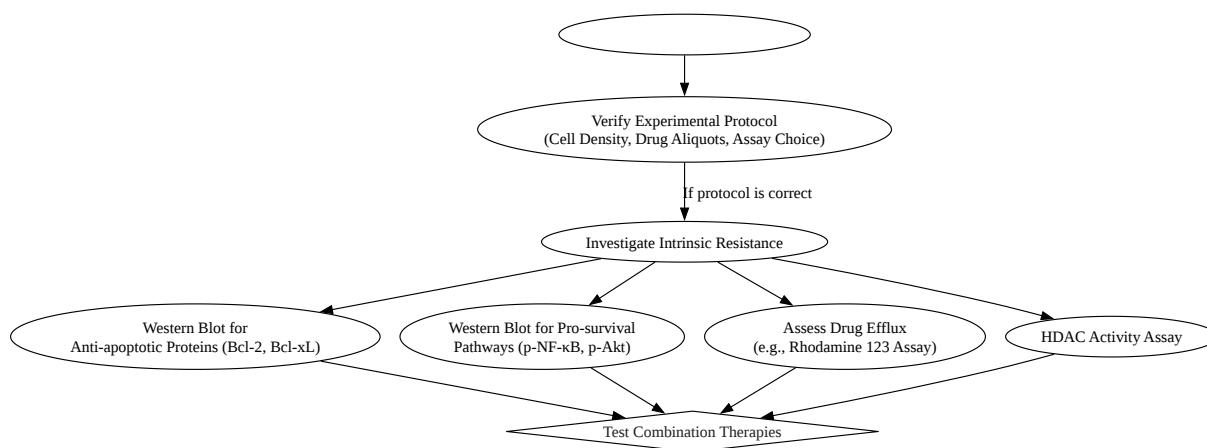 Verify Experimental Protocol
(Cell Density, Drug Aliquots, Assay Choice)
If protocol is correct
Investigate Intrinsic Resistance
Western Blot for
Anti-apoptotic Proteins (Bcl-2, Bcl-xL)
Western Blot for Pro-survival
Pathways (p-NF-κB, p-Akt)
Assess Drug Efflux
(e.g., Rhodamine 123 Assay)
HDAC Activity Assay
Test Combination Therapies